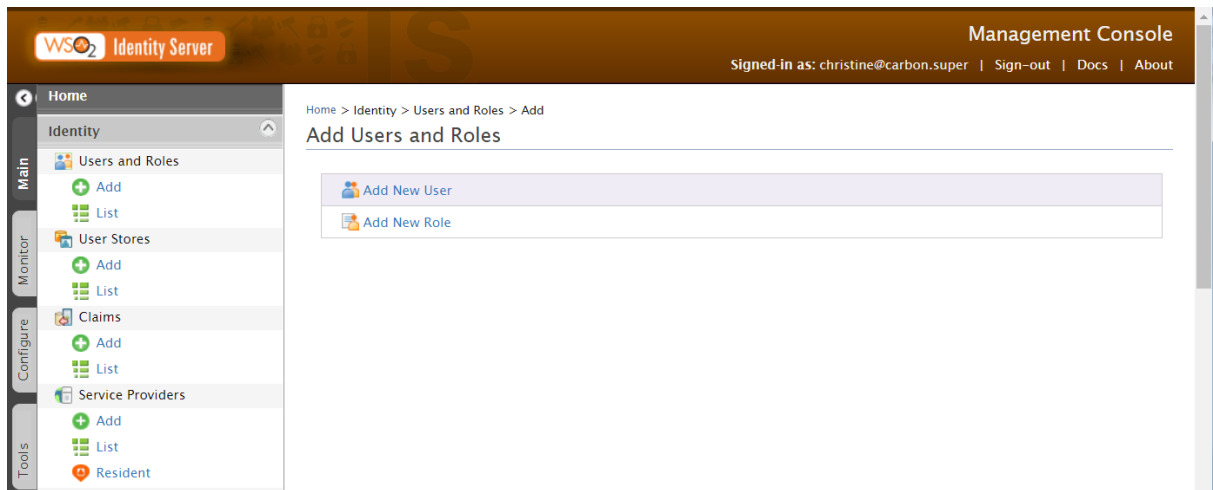 WSO2 Identity Server
Management Console
Signed-in as: christine@carbon.super | Sign-out | Docs | About
Main
Monitor
Configure
Tools
Home
Identity
Users and Roles
Add
List
User Stores
Add
List
Claims
Add
List
Service Providers
Add
List
Resident
Home > Identity > Users and Roles > Add
Add Users and Roles
Add New User
Add New Role